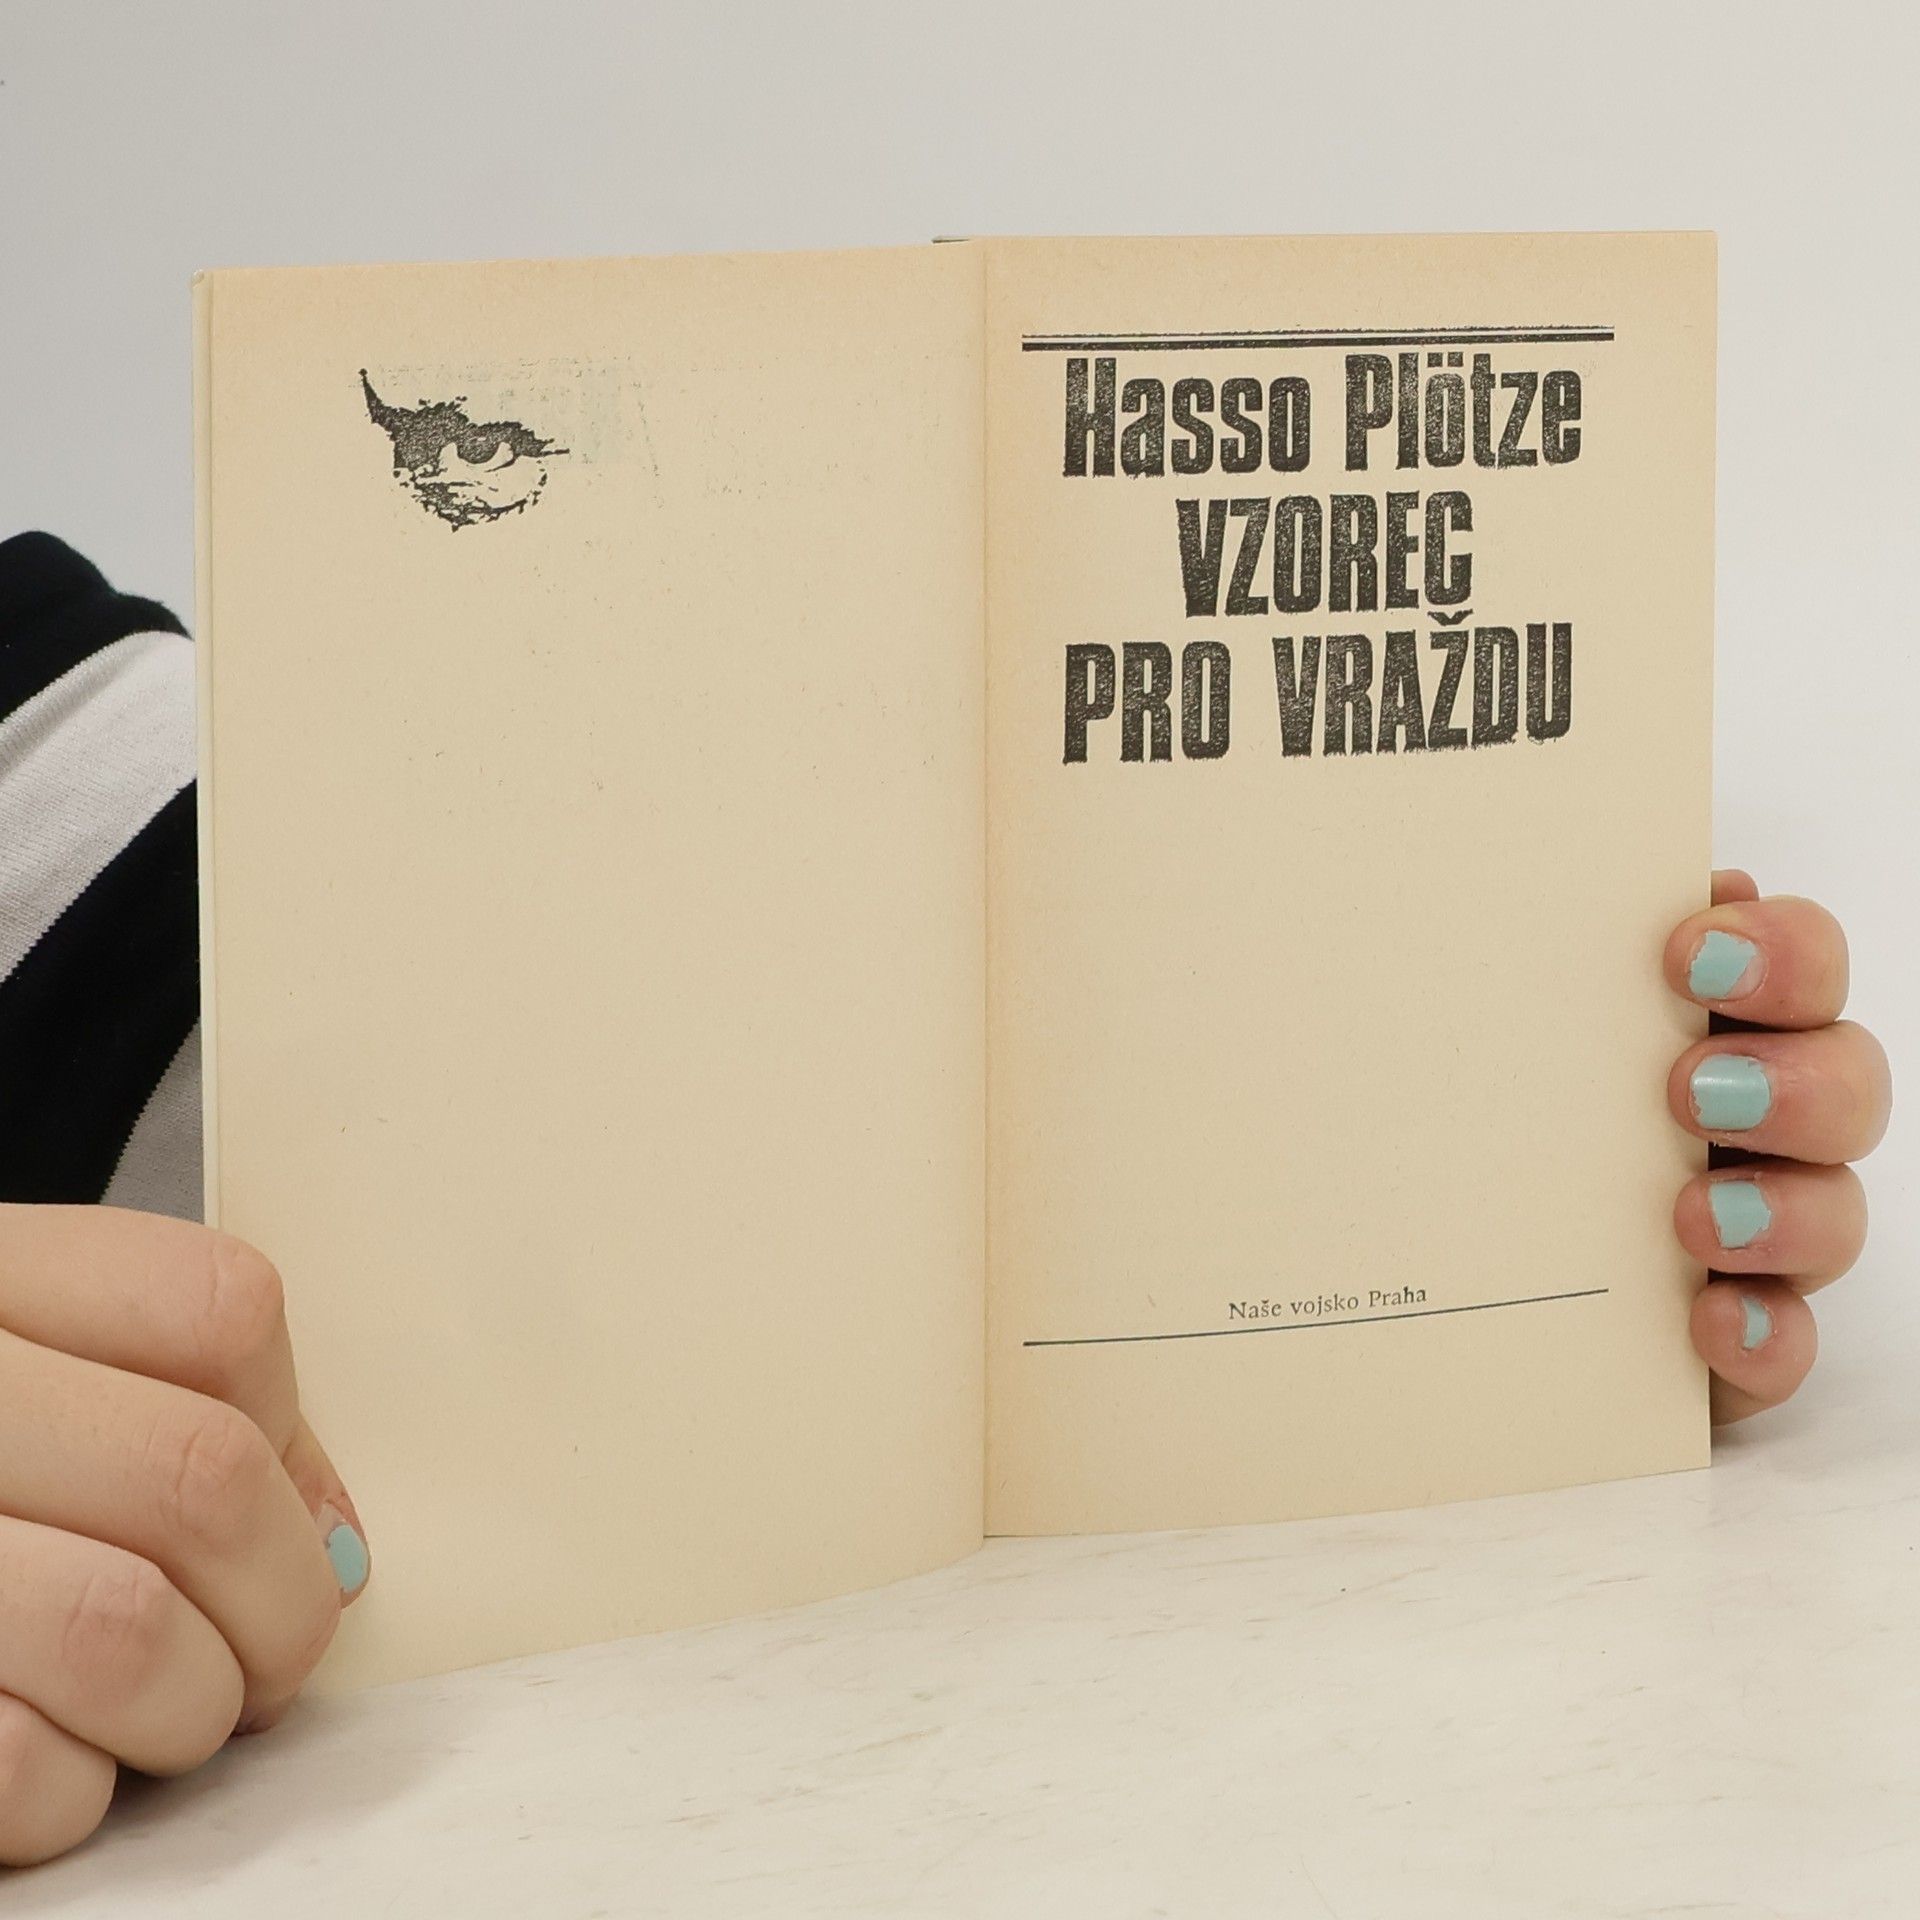 Hasso Plötze
VZOREC
PRO VRAŽDU
Naše vojsko Praha